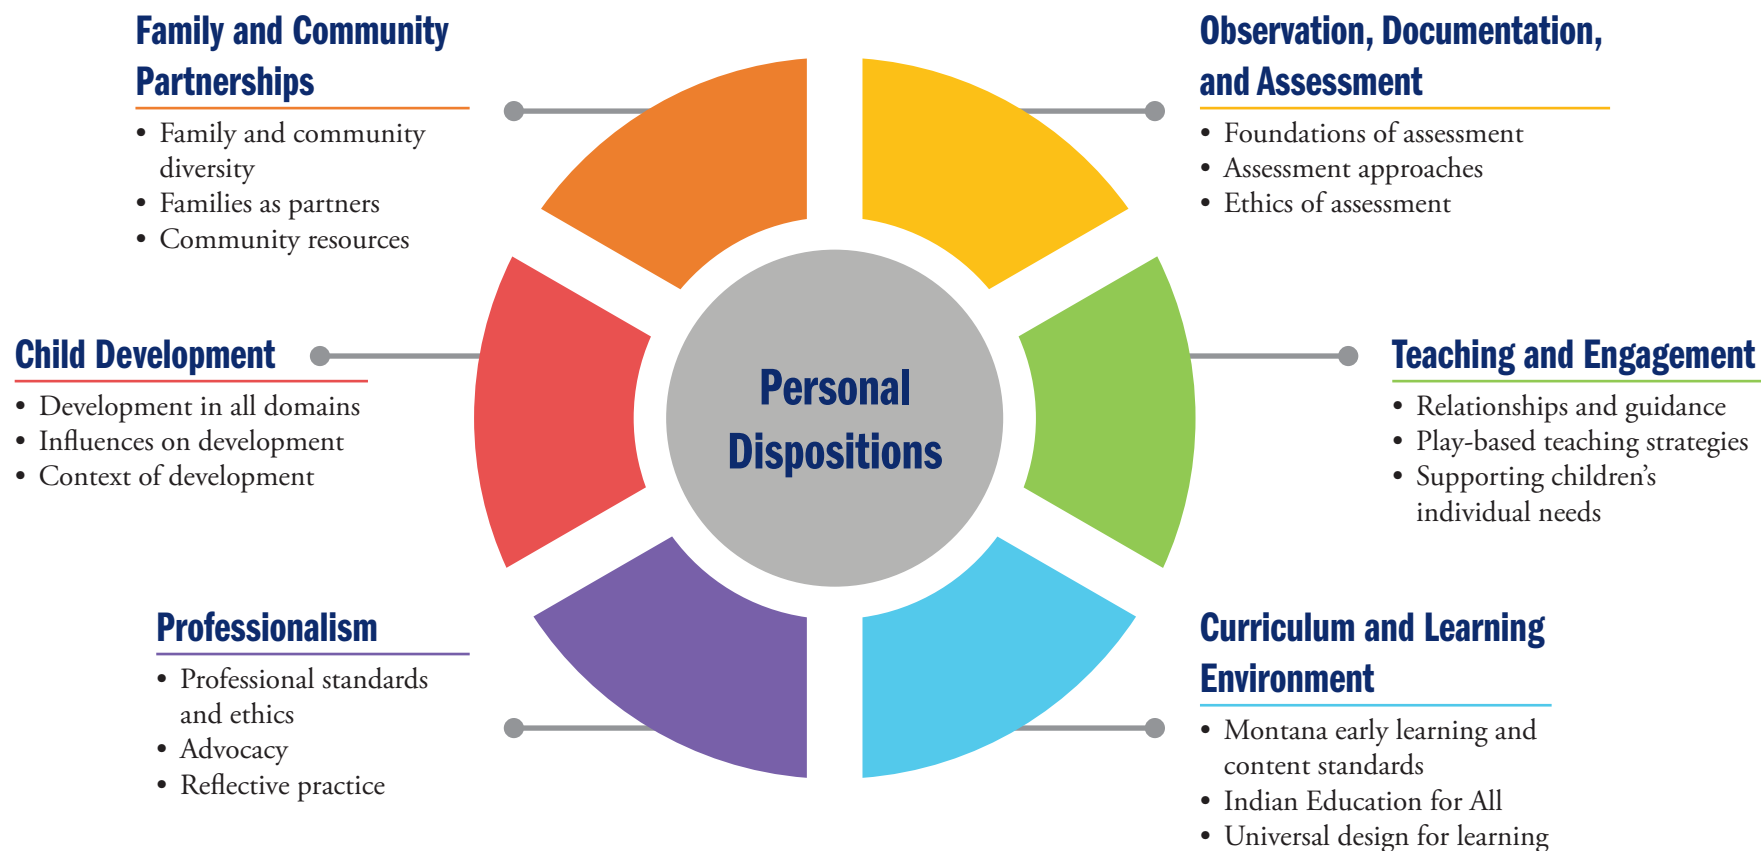 Family and Community
Partnerships
• Family and community
diversity
• Families as partners
• Community resources
Observation, Documentation,
and Assessment
• Foundations of assessment
• Assessment approaches
• Ethics of assessment
Child Development
• Development in all domains
• Influences on development
• Context of development
Personal
Dispositions
Teaching and Engagement
• Relationships and guidance
• Play-based teaching strategies
• Supporting children’s
individual needs
Professionalism
• Professional standards
and ethics
• Advocacy
• Reflective practice
Curriculum and Learning
Environment
• Montana early learning and
content standards
• Indian Education for All
• Universal design for learning